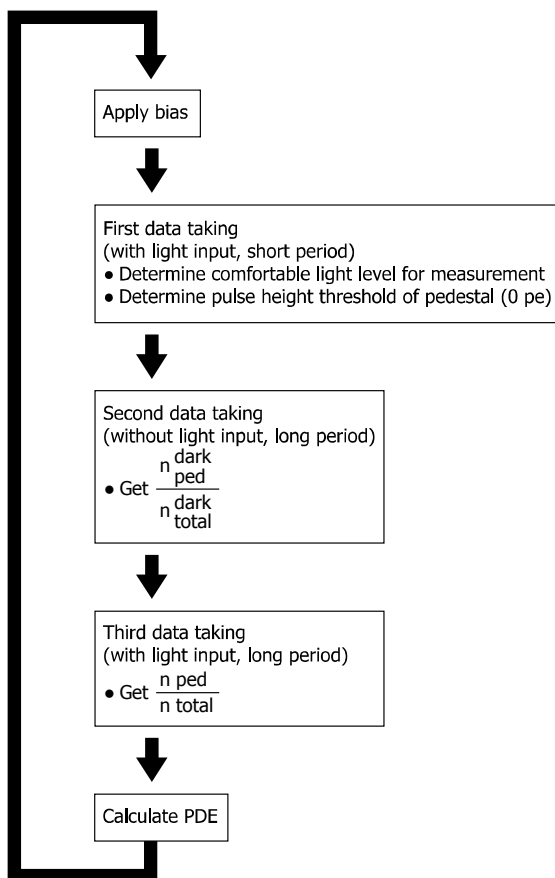 Apply bias
First data taking
(with light input, short period)
● Determine comfortable light level for measurement
● Determine pulse height threshold of pedestal (0 pe)
Second data taking
(without light input, long period)
● Get n dark ped
n dark total
Third data taking
(with light input, long period)
● Get n ped
n total
Calculate PDE